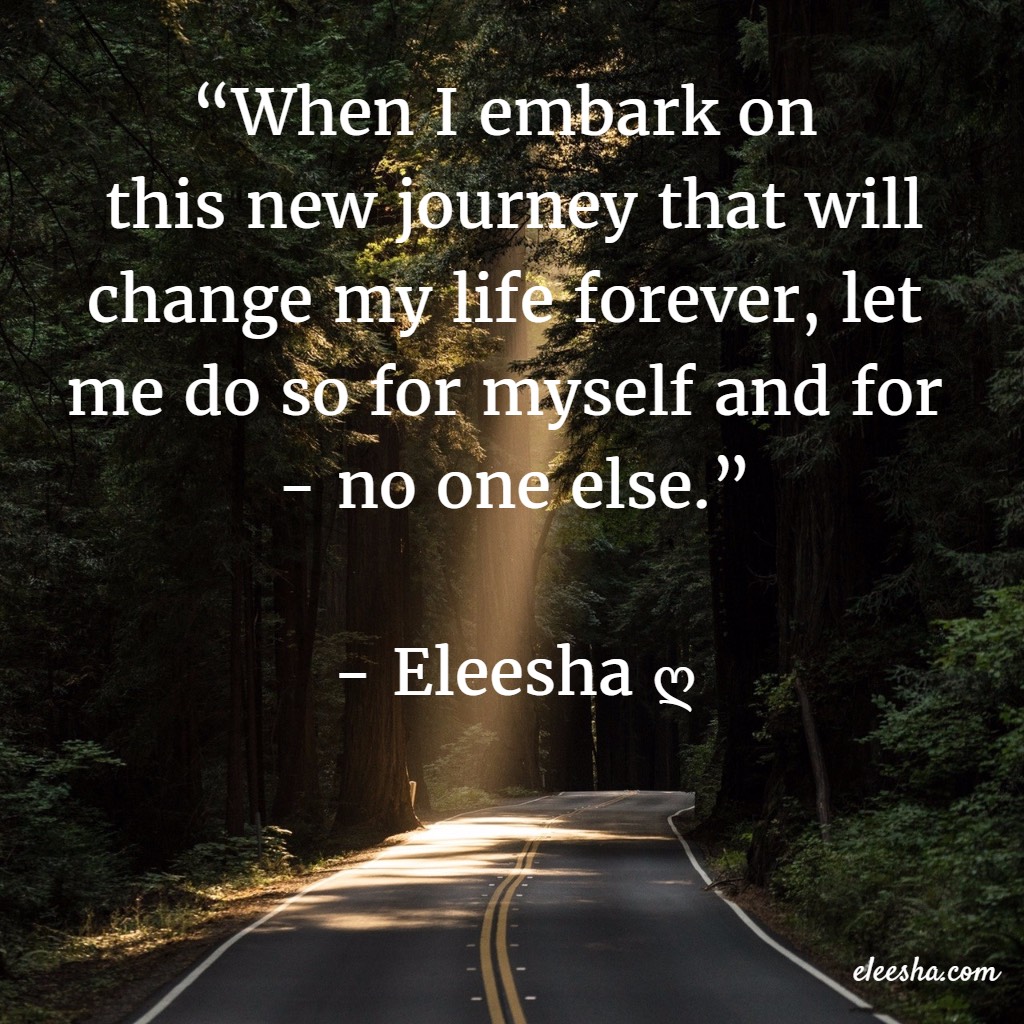 “When I embark on
this new journey that will
change my life forever, let
me do so for myself and for
- no one else.”
- Eleesha ღ
eleesha.com